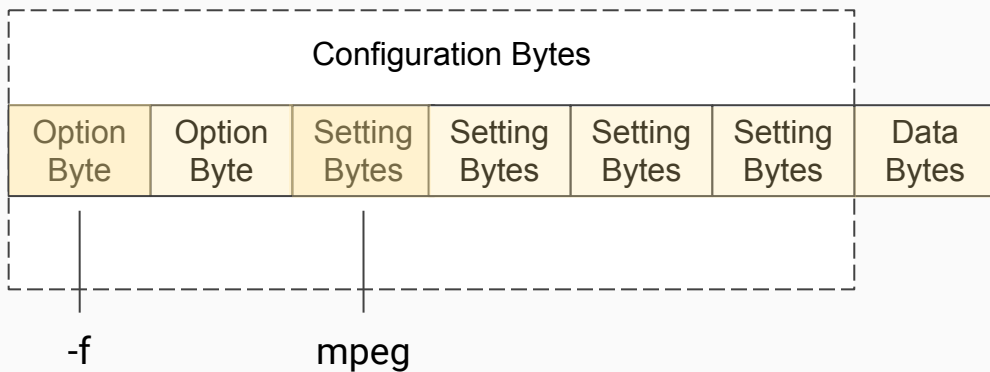 Configuration Bytes
Option Byte
Option Byte
Setting Bytes
Setting Bytes
Setting Bytes
Setting Bytes
Data Bytes
-f
mpeg